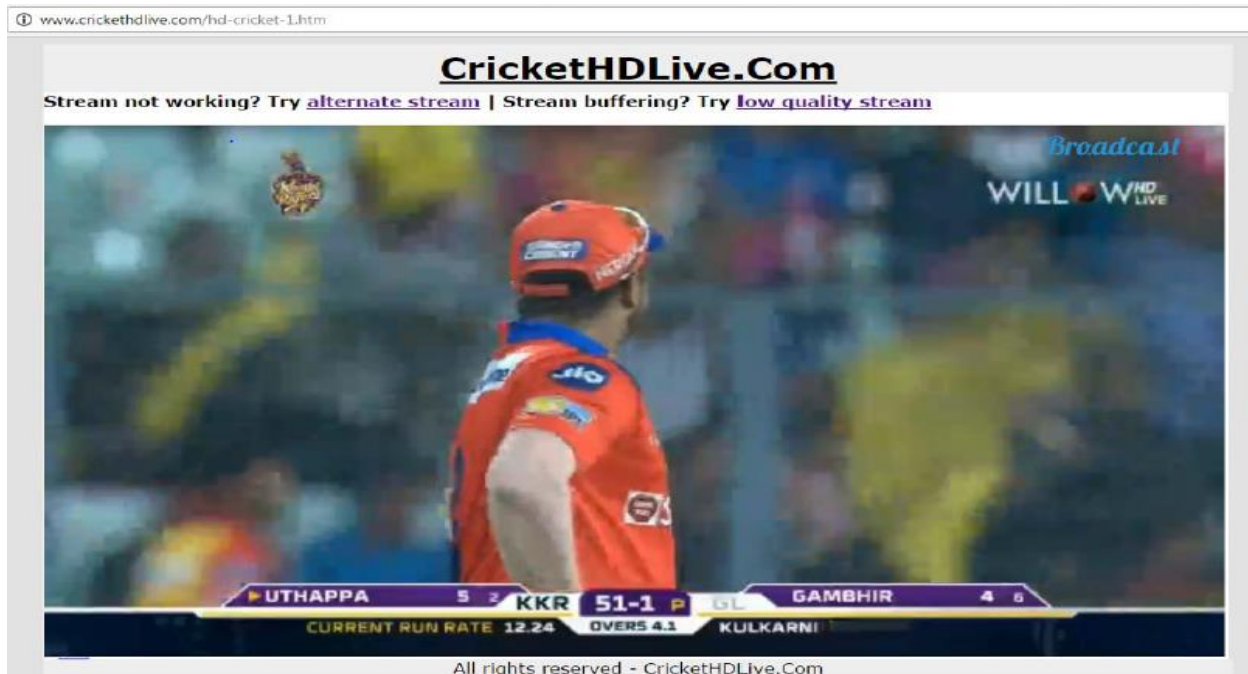 www.crickethdlive.com/hd-cricket-1.htm
CricketHDLive.Com
Stream not working? Try alternate stream | Stream buffering? Try low quality stream
Broadcast
WILLOW HD LIVE
JIO
UTHAPPA 5 2 KKR 51-1 P GL GAMBHIR 4 6
CURRENT RUN RATE 12.24 OVERS 4.1 KULKARNI
All rights reserved - CricketHDLive.Com